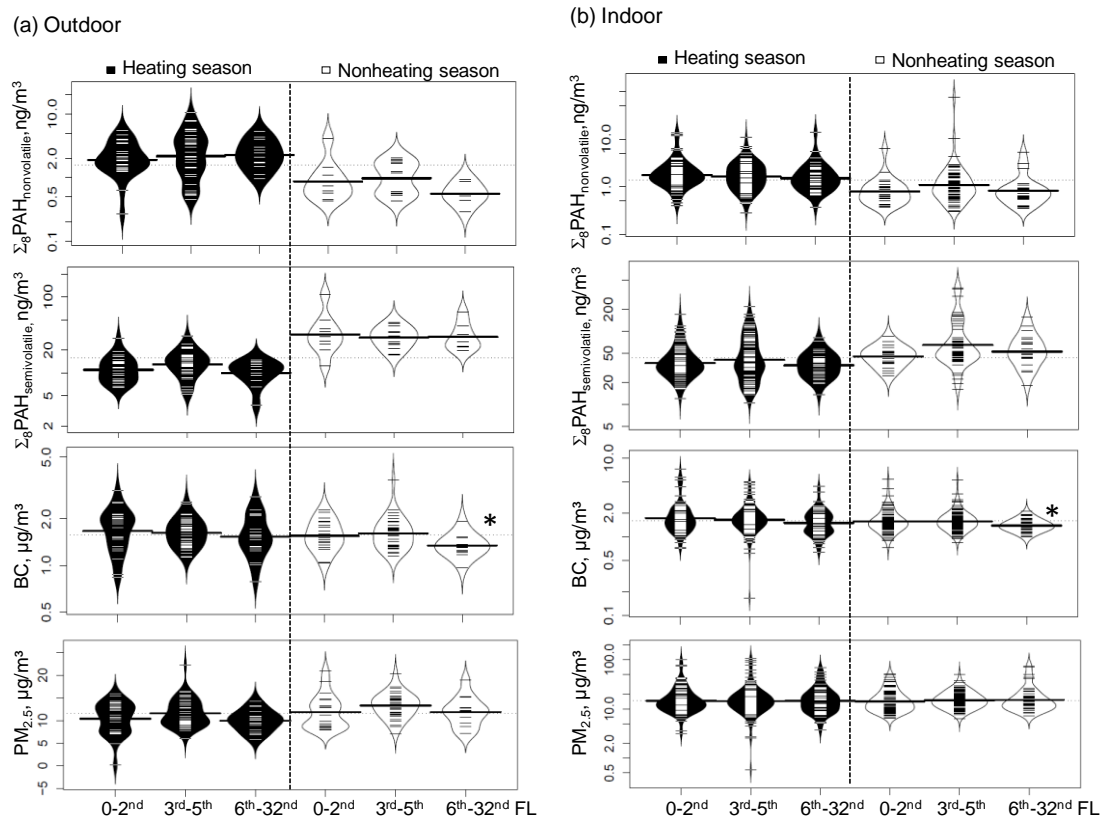 (a) Outdoor
■ Heating season □ Nonheating season
Σ₈PAHnonvolatile, ng/m³
10.0
2.0
0.5
0.1
Σ₈PAHsemivolatile, ng/m³
100
20
5
2
BC, µg/m³
5.0
2.0
1.0
0.5
*
PM₂.₅, µg/m³
20
10
5
0
−5
0-2ⁿᵈ 3ʳᵈ-5ᵗʰ 6ᵗʰ-32ⁿᵈ 0-2ⁿᵈ 3ʳᵈ-5ᵗʰ 6ᵗʰ-32ⁿᵈ FL
(b) Indoor
■ Heating season □ Nonheating season
Σ₈PAHnonvolatile, ng/m³
10.0
1.0
0.1
Σ₈PAHsemivolatile, ng/m³
200
50
20
5
BC, µg/m³
10.0
2.0
0.5
0.1
*
PM₂.₅, µg/m³
100.0
10.0
2.0
0.5
0-2ⁿᵈ 3ʳᵈ-5ᵗʰ 6ᵗʰ-32ⁿᵈ 0-2ⁿᵈ 3ʳᵈ-5ᵗʰ 6ᵗʰ-32ⁿᵈ FL